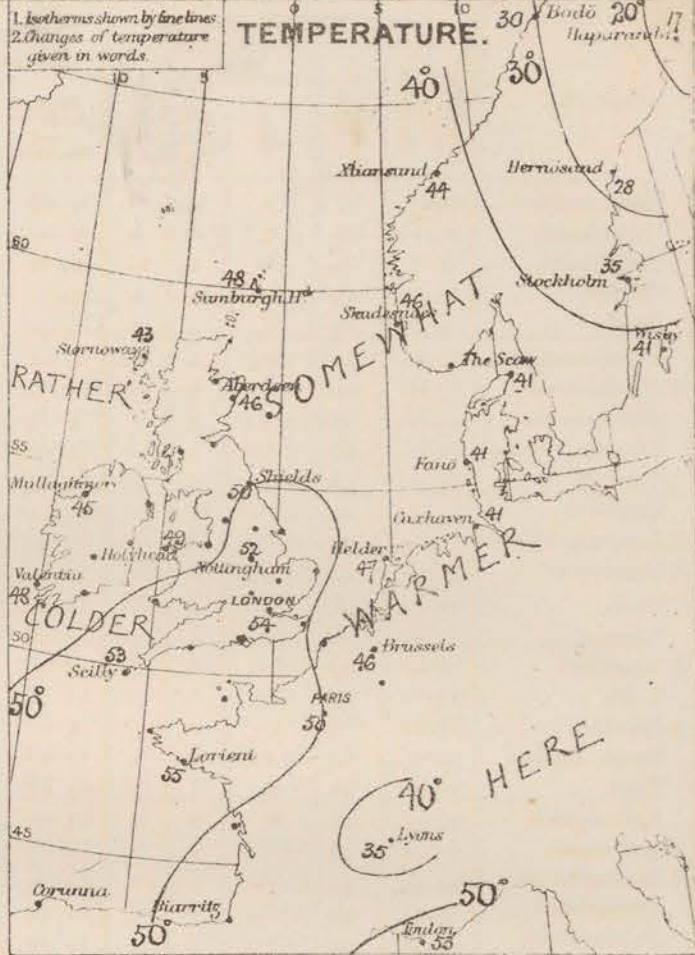 1. Isotherms shown by fine lines
2. Changes of temperature
given in words.
TEMPERATURE.
10 5 0 5 10
30 Bodö 20° 17
Haparanda
40° 30°
Xtiansund
44
Hernösand
28
60
48
Sumburgh Hd.
35
Stockholm
46
Skudesnaes
SOMEWHAT
43
Stornoway
Wisby
41
The Scaw
41
RATHER
Aberdeen
46
55
Mullaghmore
45
Shields
50
Fanö
41
Cuxhaven
41
Holyhead
49
52
Nottingham
Helder
47
WARMER
Valentia
48
LONDON
54
COLDER
50
53
Scilly
Brussels
46
50°
PARIS
50
Lorient
55
HERE
40°
Lyons
35
45
Corunna
Biarritz
50°
50°
Toulon
53